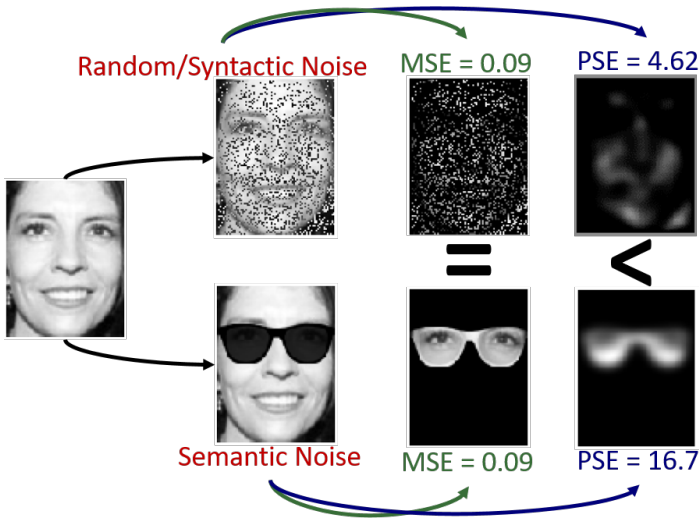 Random/Syntactic Noise MSE = 0.09 PSE = 4.62
= <
Semantic Noise MSE = 0.09 PSE = 16.7